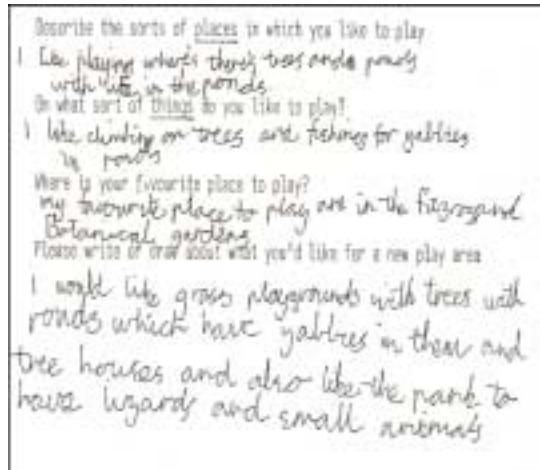 Describe the sorts of places in which you like to play
I like playing where's there's trees and ponds
with life in the ponds
On what sort of things do you like to play?
I like climbing on trees and fishing for yabbies
in ponds
Where is your favourite place to play?
my favourite place to play are in the Fitzroy and
Botanical gardens
Please write or draw about what you'd like for a new play area
I would like grass playgrounds with trees with
ponds which have yabbies in them and
tree houses and also like the park to
have lizards and small animals